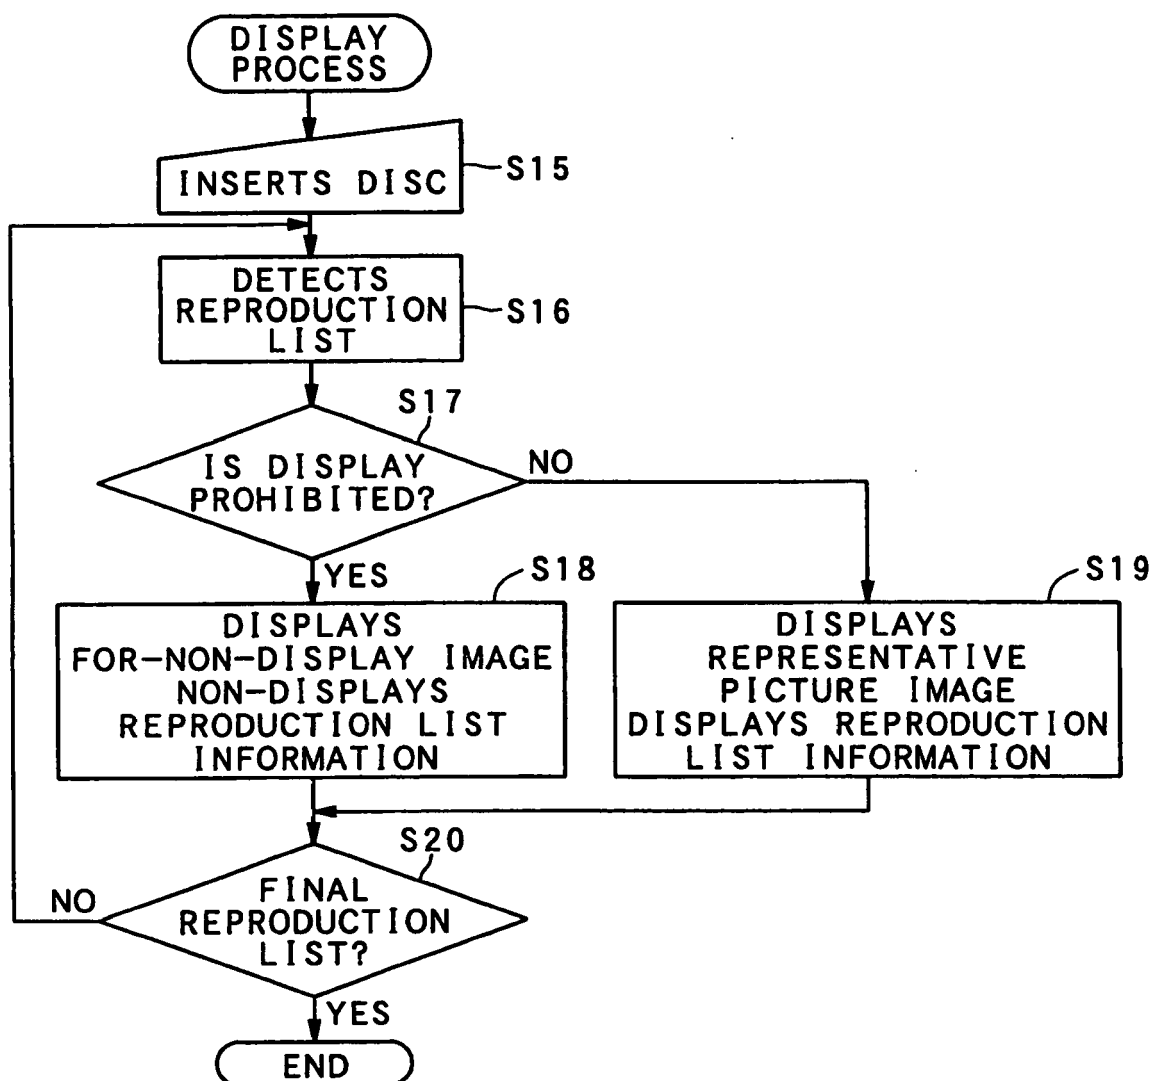 DISPLAY
PROCESS
INSERTS DISC
S15
DETECTS
REPRODUCTION
LIST
S16
S17
IS DISPLAY
PROHIBITED?
NO
YES
S18
DISPLAYS
FOR-NON-DISPLAY IMAGE
NON-DISPLAYS
REPRODUCTION LIST
INFORMATION
S19
DISPLAYS
REPRESENTATIVE
PICTURE IMAGE
DISPLAYS REPRODUCTION
LIST INFORMATION
S20
NO
FINAL
REPRODUCTION
LIST?
YES
END